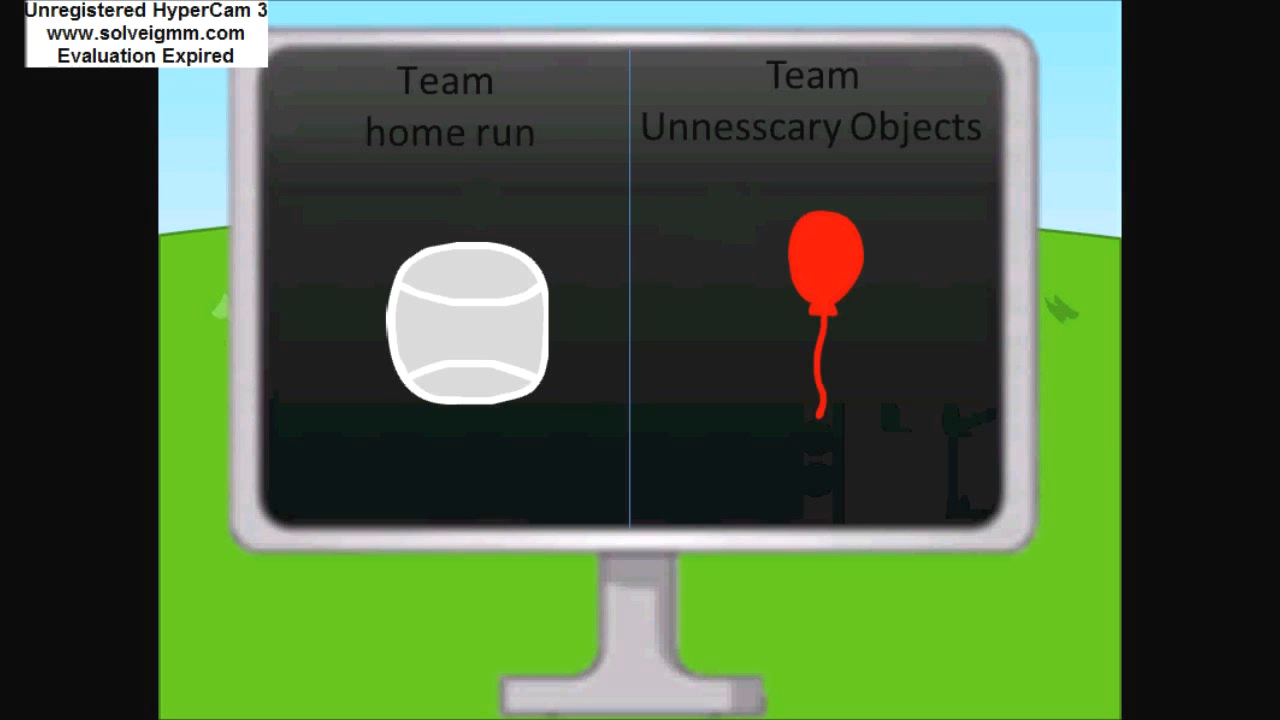 Unregistered HyperCam 3
www.solveigmm.com
Evaluation Expired
Team
home run
Team
Unnesscary Objects